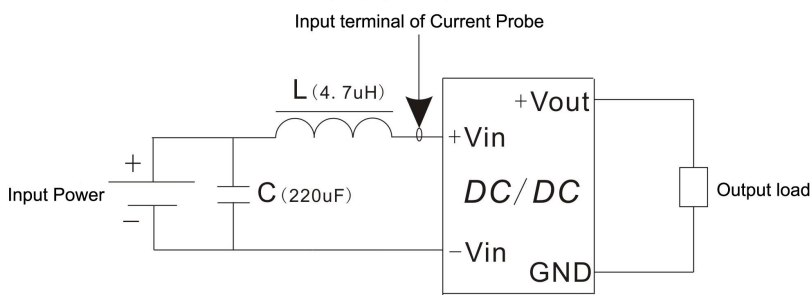 Input terminal of Current Probe
L (4. 7uH)
+Vout
+Vin
+
Input Power
C (220uF)
DC/DC
Output load
−
−Vin
GND